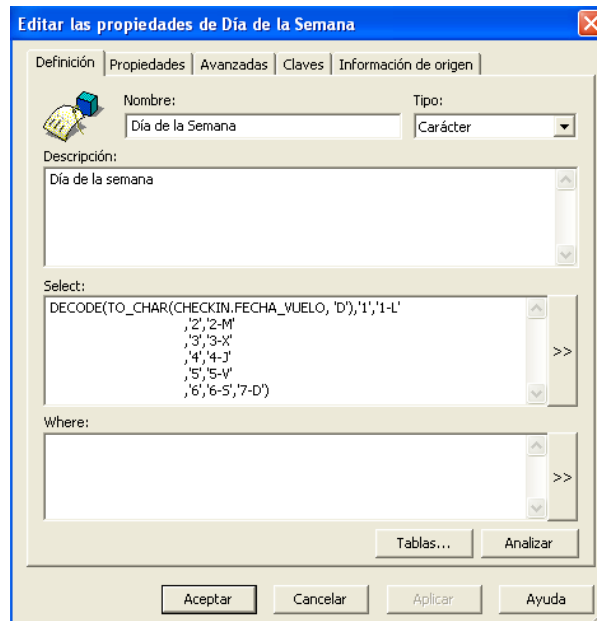 Editar las propiedades de Día de la Semana
Definición Propiedades Avanzadas Claves Información de origen
Nombre: Tipo:
Día de la Semana Carácter
Descripción:
Día de la semana
Select:
DECODE(TO_CHAR(CHECKIN.FECHA_VUELO, 'D'),'1','1-L'
,'2','2-M'
,'3','3-X'
,'4','4-J'
,'5','5-V'
,'6','6-S','7-D')
>>
Where:
>>
Tablas... Analizar
Aceptar Cancelar Aplicar Ayuda